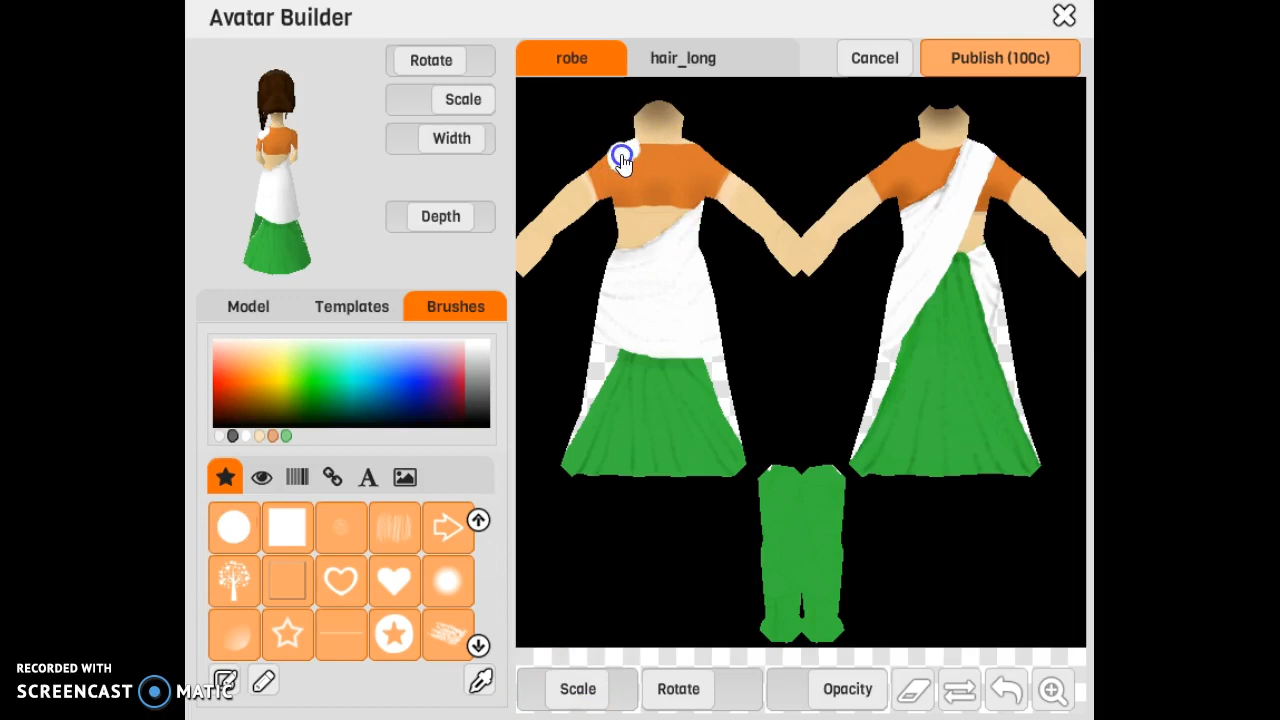 Avatar Builder
Rotate
Scale
Width
Depth
robe
hair_long
Cancel
Publish (100c)
Model
Templates
Brushes
A
Scale
Rotate
Opacity
RECORDED WITH
SCREENCAST MATIC